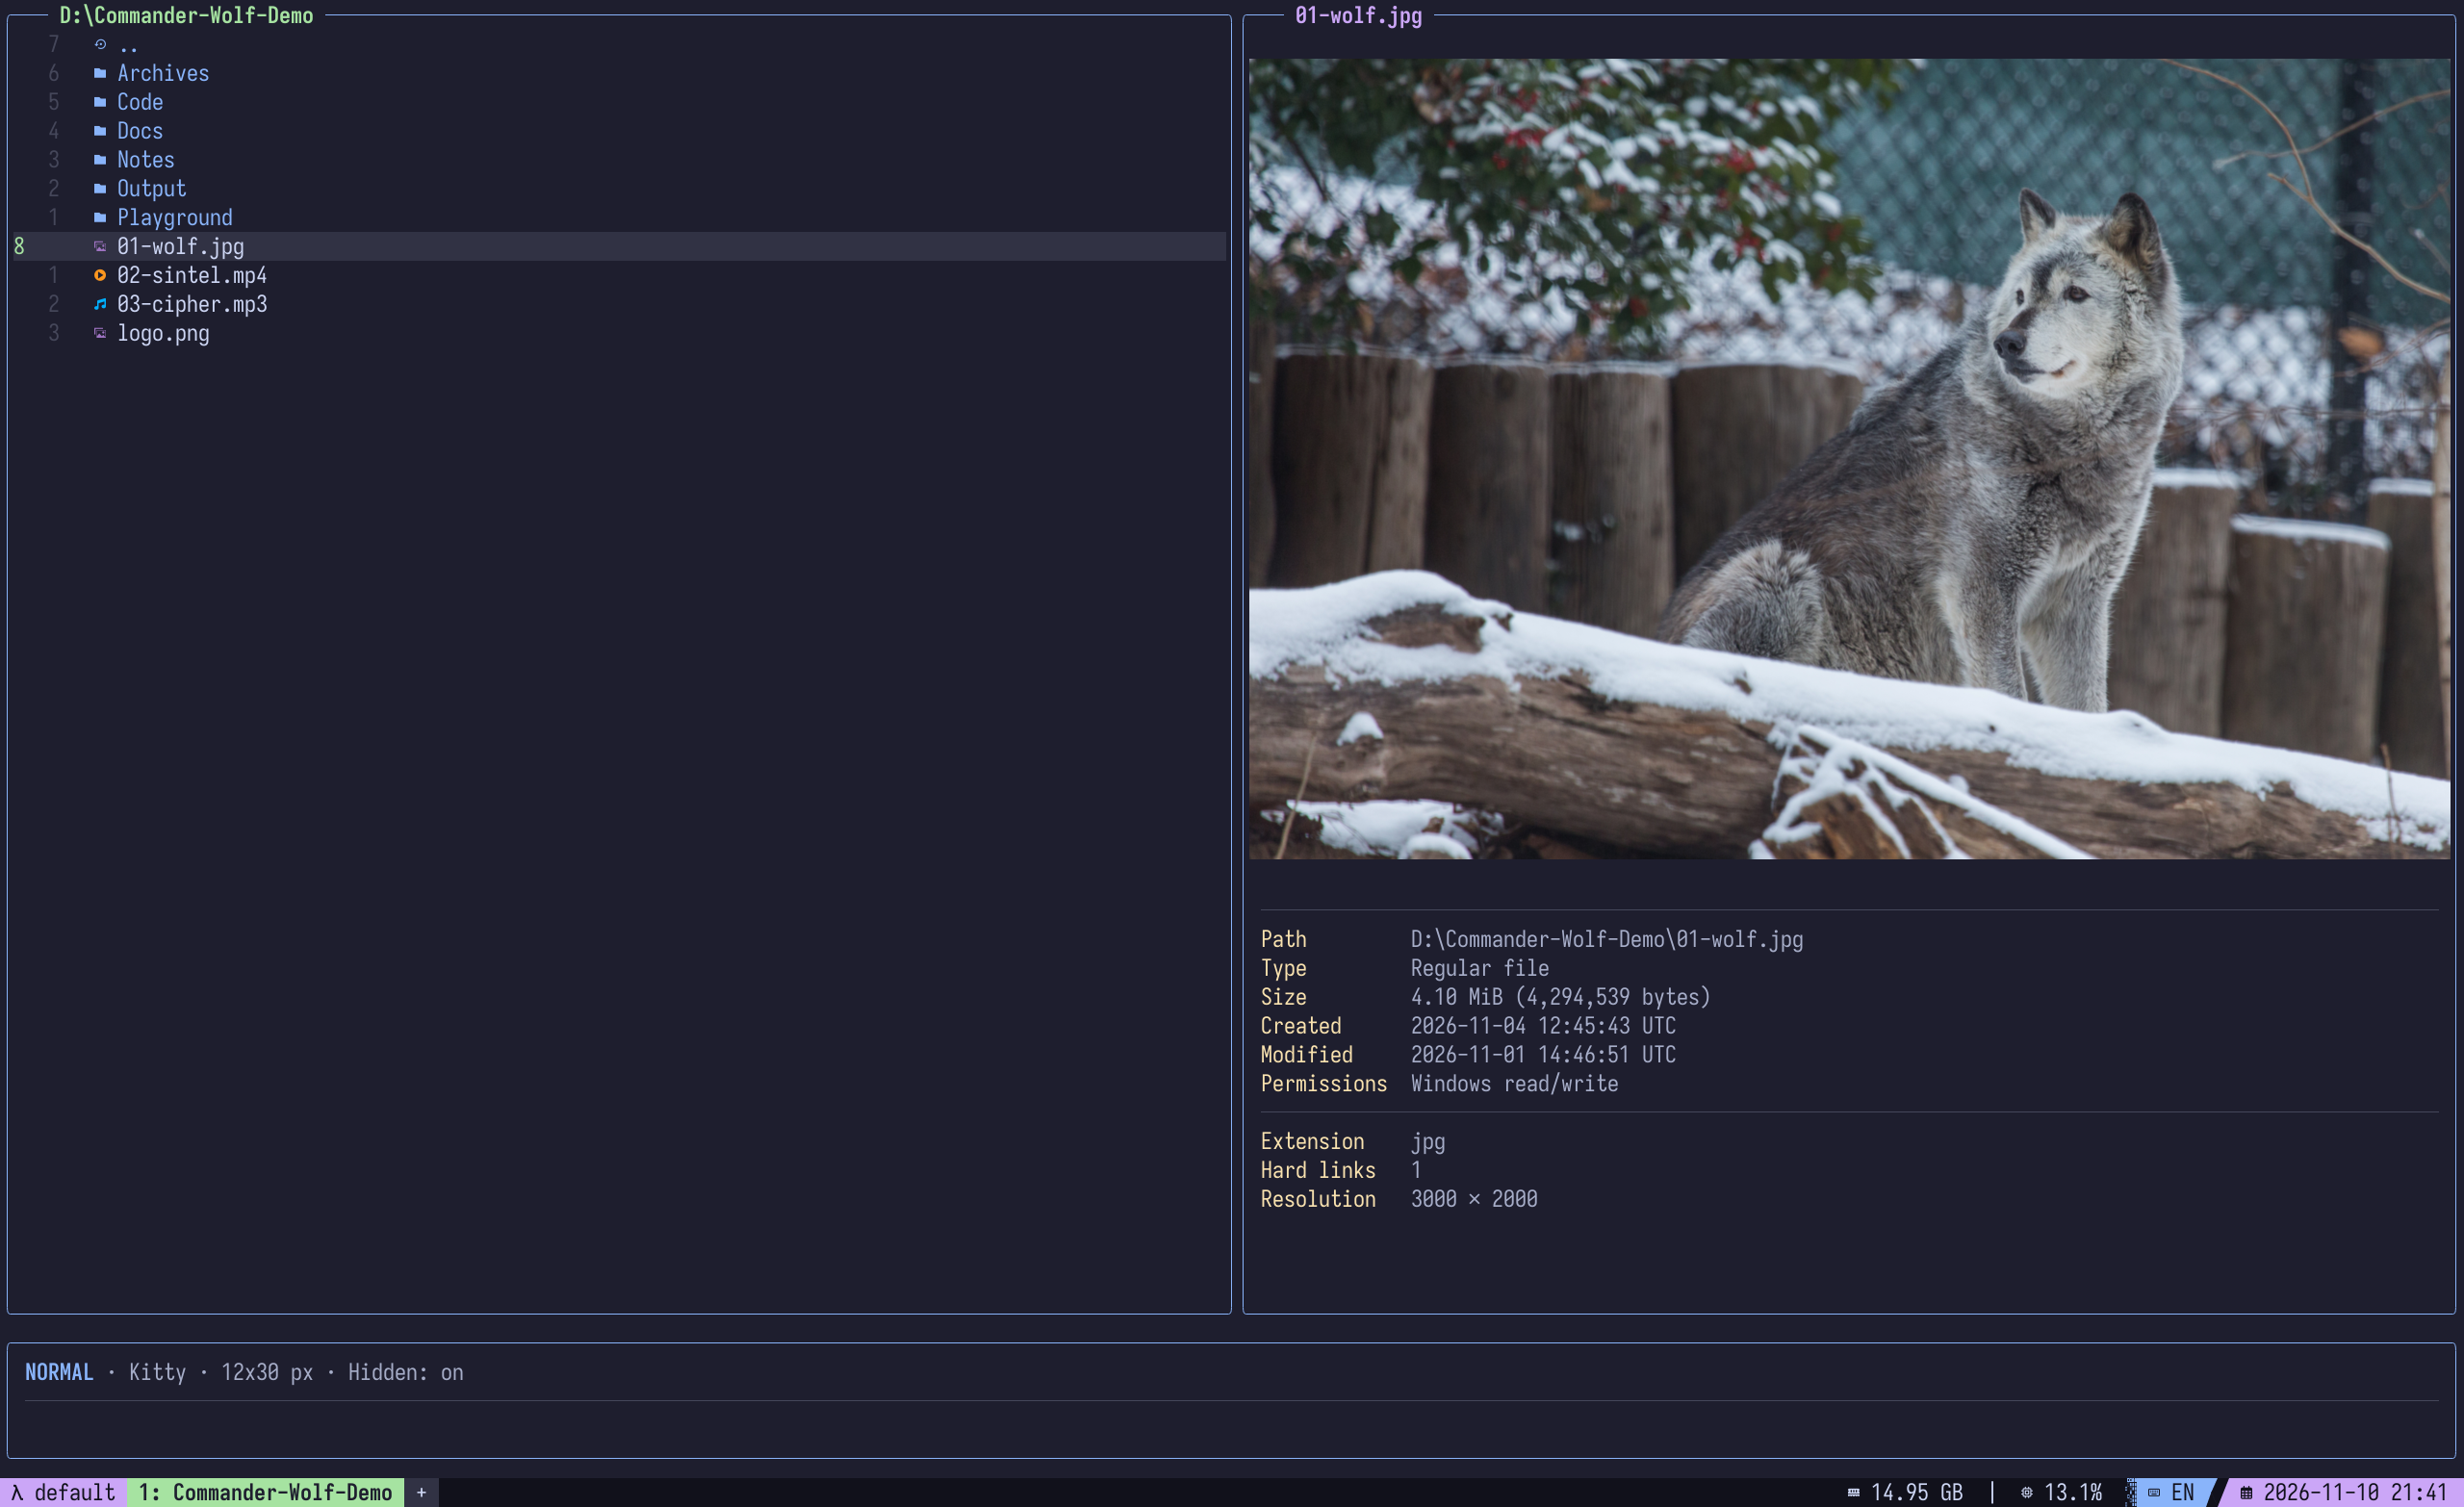 D:\Commander-Wolf-Demo
7 ..
6 Archives
5 Code
4 Docs
3 Notes
2 Output
1 Playground
8 01-wolf.jpg
1 02-sintel.mp4
2 03-cipher.mp3
3 logo.png
01-wolf.jpg
Path D:\Commander-Wolf-Demo\01-wolf.jpg
Type Regular file
Size 4.10 MiB (4,294,539 bytes)
Created 2026-11-04 12:45:43 UTC
Modified 2026-11-01 14:46:51 UTC
Permissions Windows read/write
Extension jpg
Hard links 1
Resolution 3000 × 2000
NORMAL · Kitty · 12x30 px · Hidden: on
λ default 1: Commander-Wolf-Demo + 14.95 GB | 13.1% EN 2026-11-10 21:41